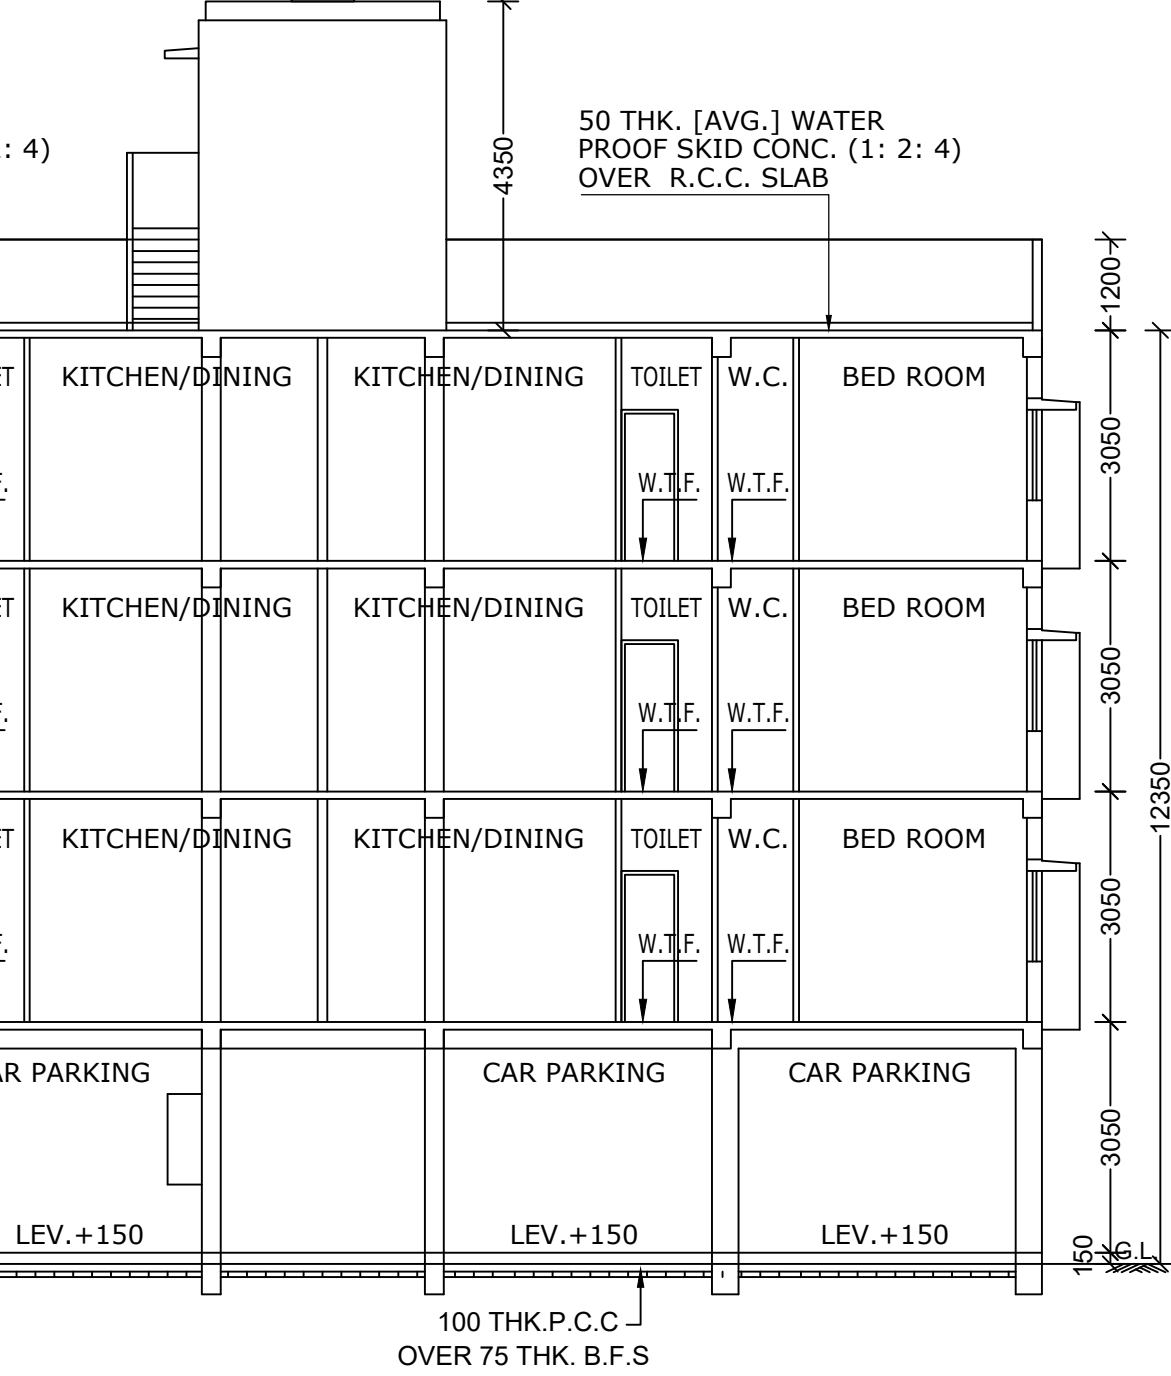 : 4)
50 THK. [AVG.] WATER
PROOF SKID CONC. (1: 2: 4)
OVER R.C.C. SLAB
4350
1200
KITCHEN/DINING KITCHEN/DINING TOILET W.C. BED ROOM
3050
W.T.F. W.T.F.
KITCHEN/DINING KITCHEN/DINING TOILET W.C. BED ROOM
3050
W.T.F. W.T.F.
12350
KITCHEN/DINING KITCHEN/DINING TOILET W.C. BED ROOM
3050
W.T.F. W.T.F.
CAR PARKING CAR PARKING
PARKING
3050
LEV.+150 LEV.+150 LEV.+150
150
G.L.
100 THK.P.C.C
OVER 75 THK. B.F.S